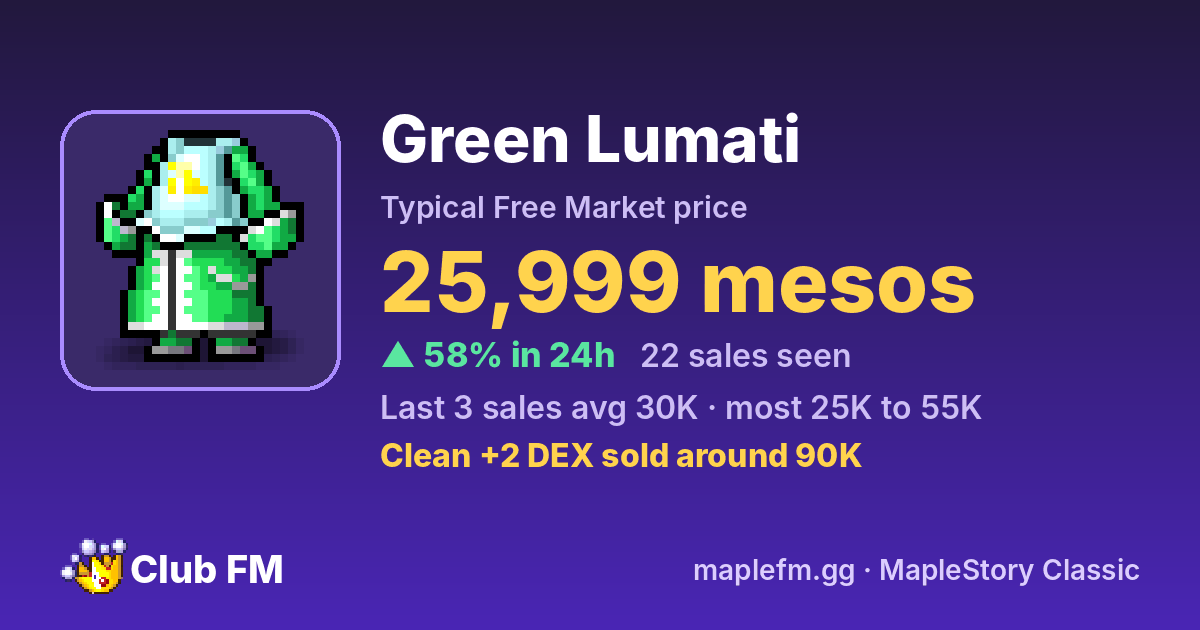 Green Lumati
Typical Free Market price
25,999 mesos
▲ 58% in 24h 22 sales seen
Last 3 sales avg 30K · most 25K to 55K
Clean +2 DEX sold around 90K
Club FM
maplefm.gg · MapleStory Classic